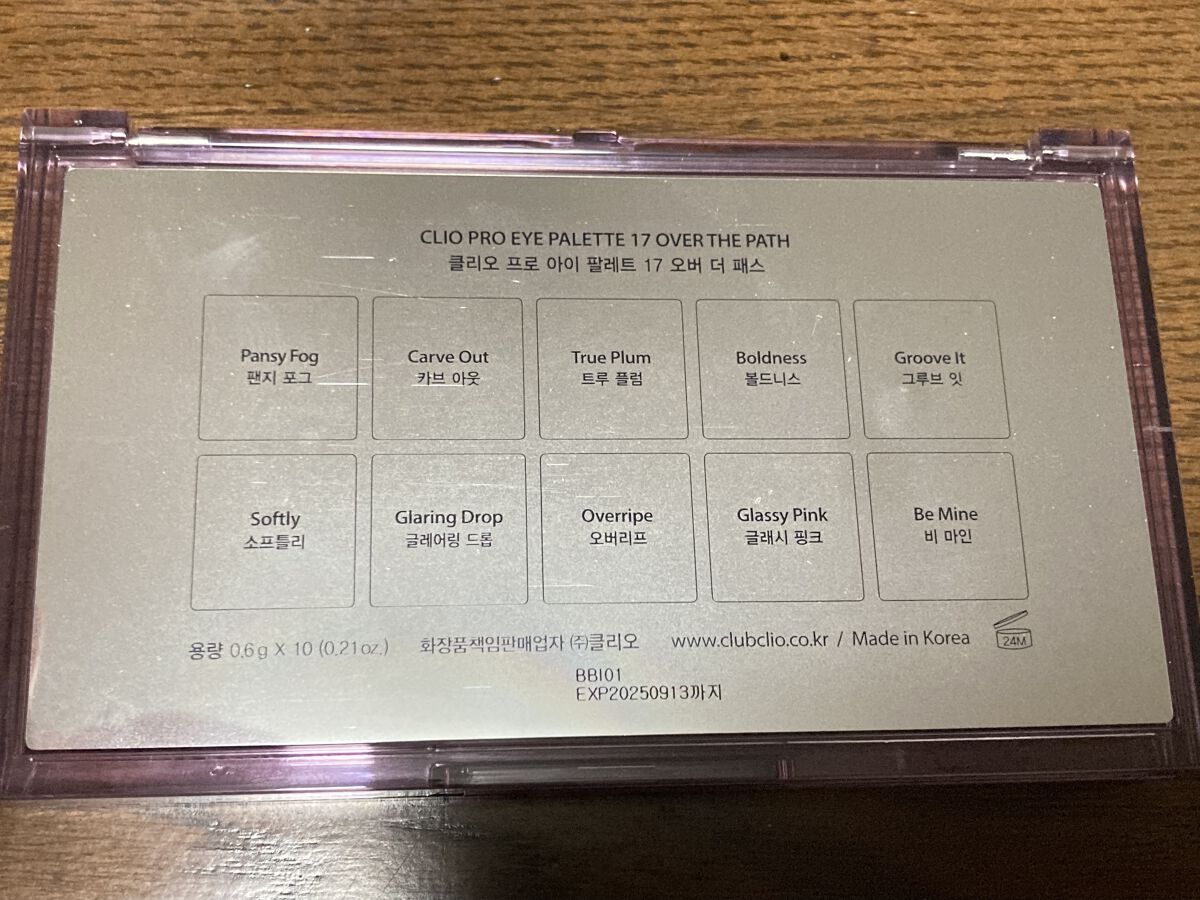 CLIO PRO EYE PALETTE 17 OVER THE PATH
클리오 프로 아이 팔레트 17 오버 더 패스
Pansy Fog
팬지 포그
Carve Out
카브 아웃
True Plum
트루 플럼
Boldness
볼드니스
Groove It
그루브 잇
Softly
소프틀리
Glaring Drop
글레어링 드롭
Overripe
오버리프
Glassy Pink
글래시 핑크
Be Mine
비 마인
용량 0.6g X 10 (0.21oz.) 화장품책임판매업자 ㈜클리오 www.clubclio.co.kr / Made in Korea 24M
BBI01
EXP20250913까지